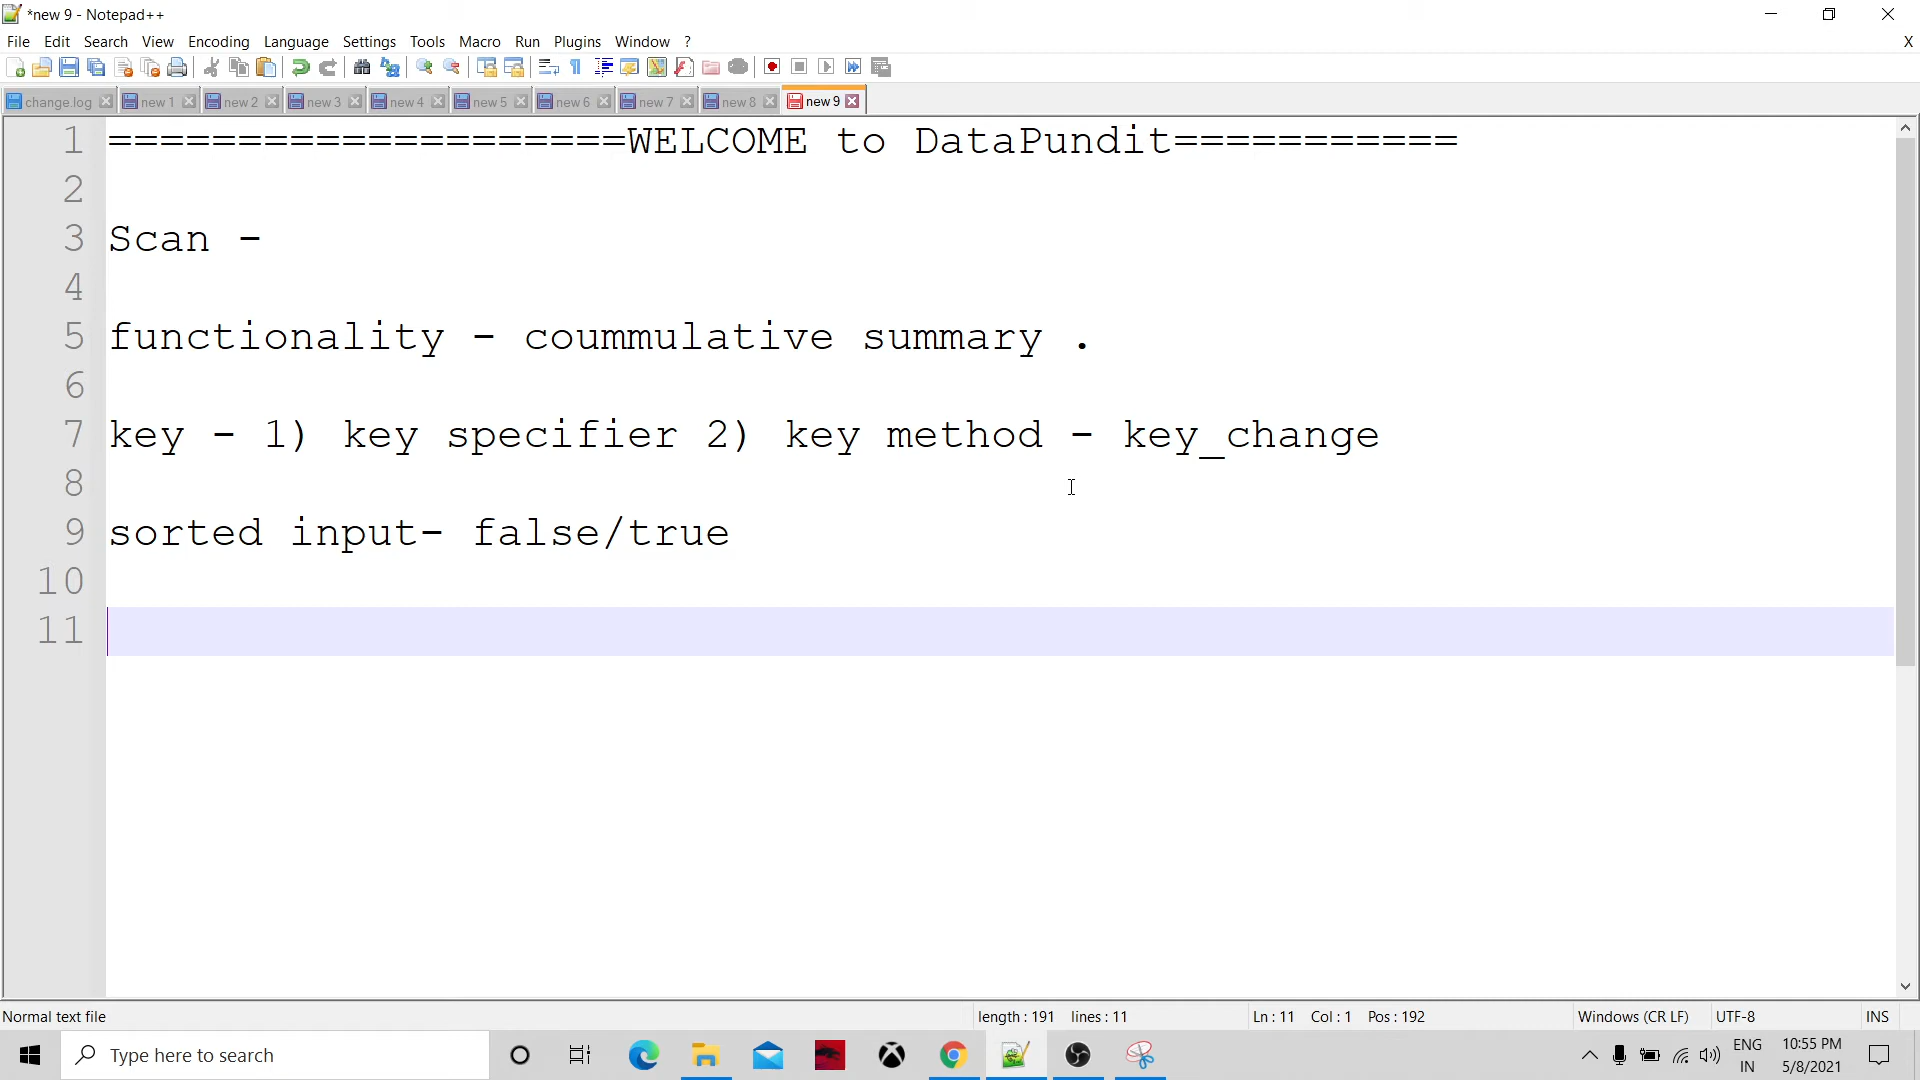 *new 9 - Notepad++
File Edit Search View Encoding Language Settings Tools Macro Run Plugins Window ? X
change.log new 1 new 2 new 3 new 4 new 5 new 6 new 7 new 8 new 9
1 ====================WELCOME to DataPundit===========
2
3 Scan -
4
5 functionality - coummulative summary .
6
7 key - 1) key specifier 2) key method - key_change
8
9 sorted input- false/true
10
11
Normal text file length : 191 lines : 11 Ln : 11 Col : 1 Pos : 192 Windows (CR LF) UTF-8 INS
Type here to search ENG 10:55 PM
IN 5/8/2021